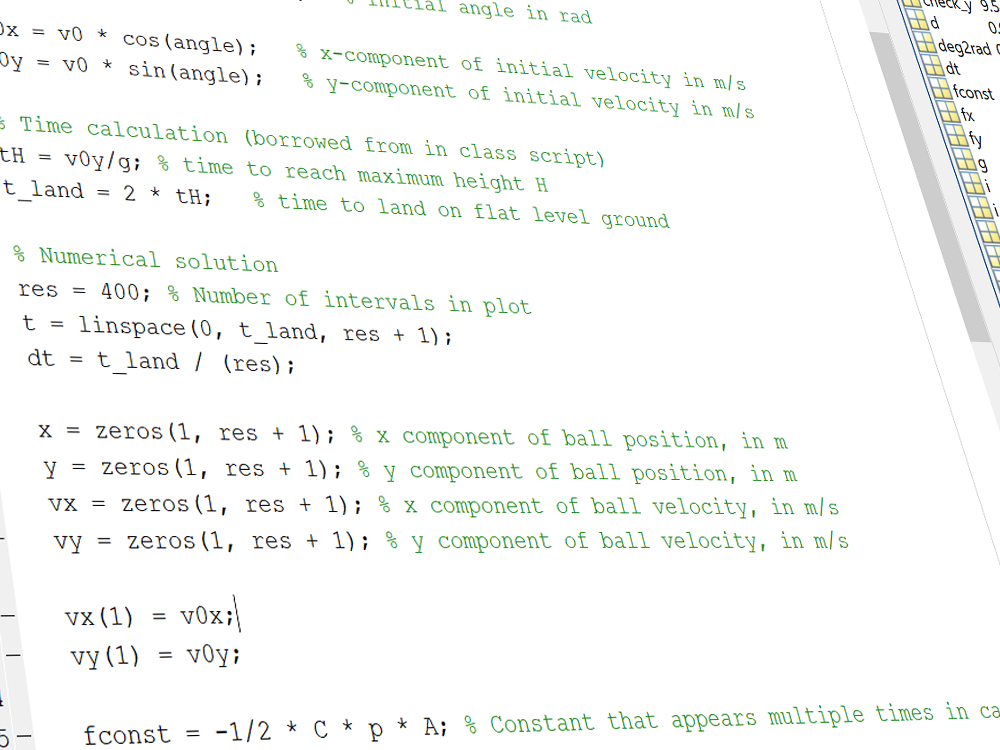 % initial angle in rad
0x = v0 * cos(angle); % x-component of initial velocity in m/s
0y = v0 * sin(angle); % y-component of initial velocity in m/s
% Time calculation (borrowed from in class script)
tH = v0y/g; % time to reach maximum height H
t_land = 2 * tH; % time to land on flat level ground
% Numerical solution
res = 400; % Number of intervals in plot
t = linspace(0, t_land, res + 1);
dt = t_land / (res);
x = zeros(1, res + 1); % x component of ball position, in m
y = zeros(1, res + 1); % y component of ball position, in m
vx = zeros(1, res + 1); % x component of ball velocity, in m/s
vy = zeros(1, res + 1); % y component of ball velocity, in m/s
vx(1) = v0x;
vy(1) = v0y;
fconst = -1/2 * C * p * A; % Constant that appears multiple times in ca
5
check_y 9.5
d
deg2rad
dt
fconst
fx
fy
g
i